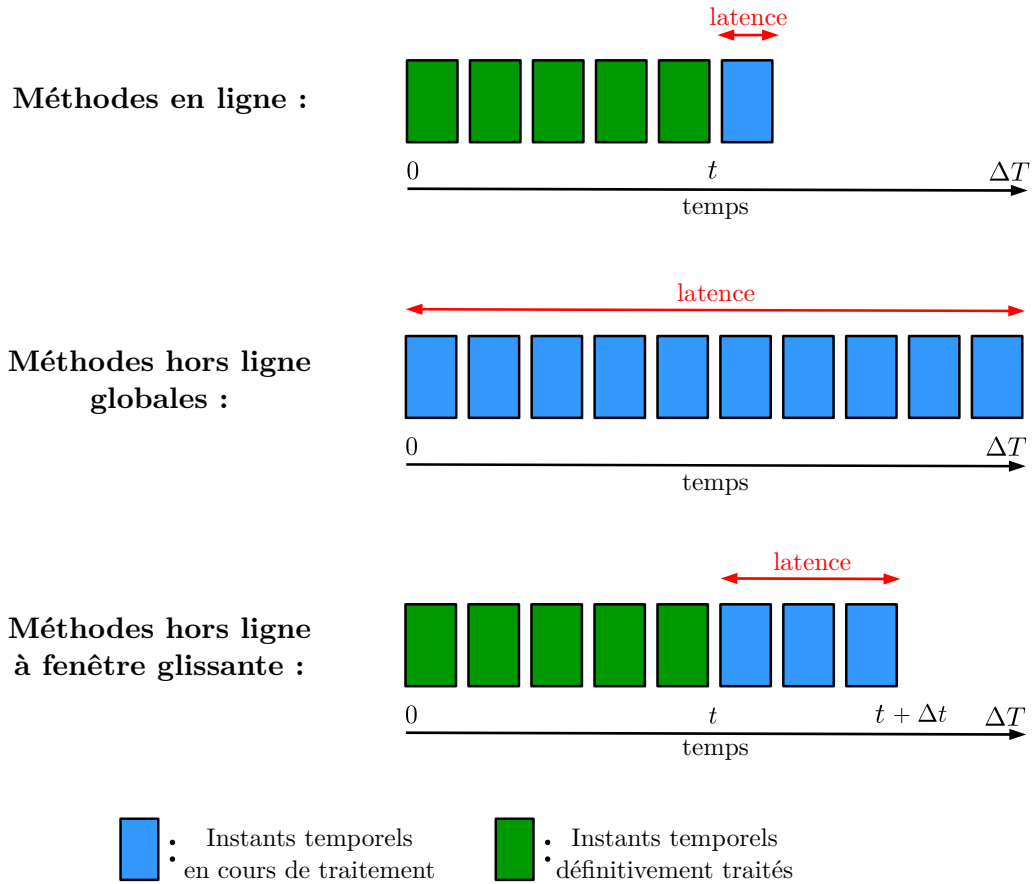 latence
Méthodes en ligne :
0 t ΔT
temps
latence
Méthodes hors ligne
globales :
0 ΔT
temps
latence
Méthodes hors ligne
à fenêtre glissante :
0 t t + Δt ΔT
temps
: Instants temporels
en cours de traitement
: Instants temporels
définitivement traités